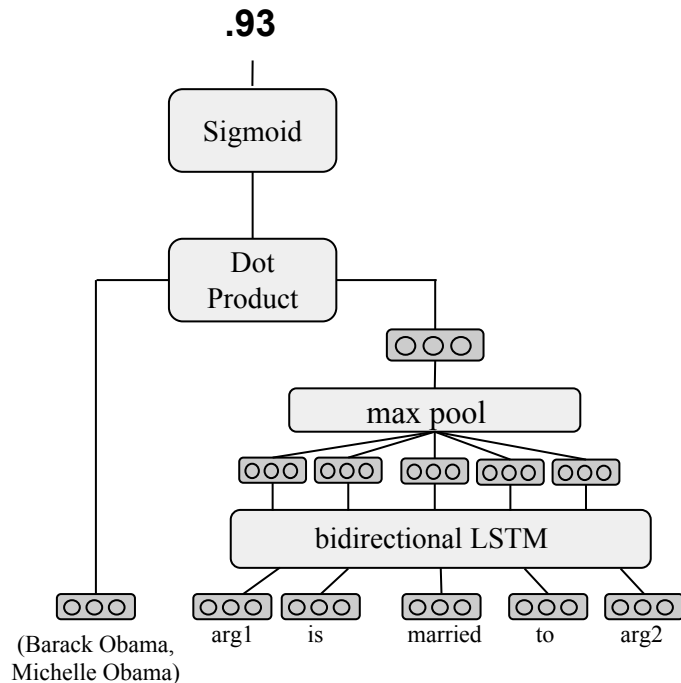 .93
Sigmoid
Dot
Product
max pool
bidirectional LSTM
arg1 is married to arg2
(Barack Obama,
Michelle Obama)